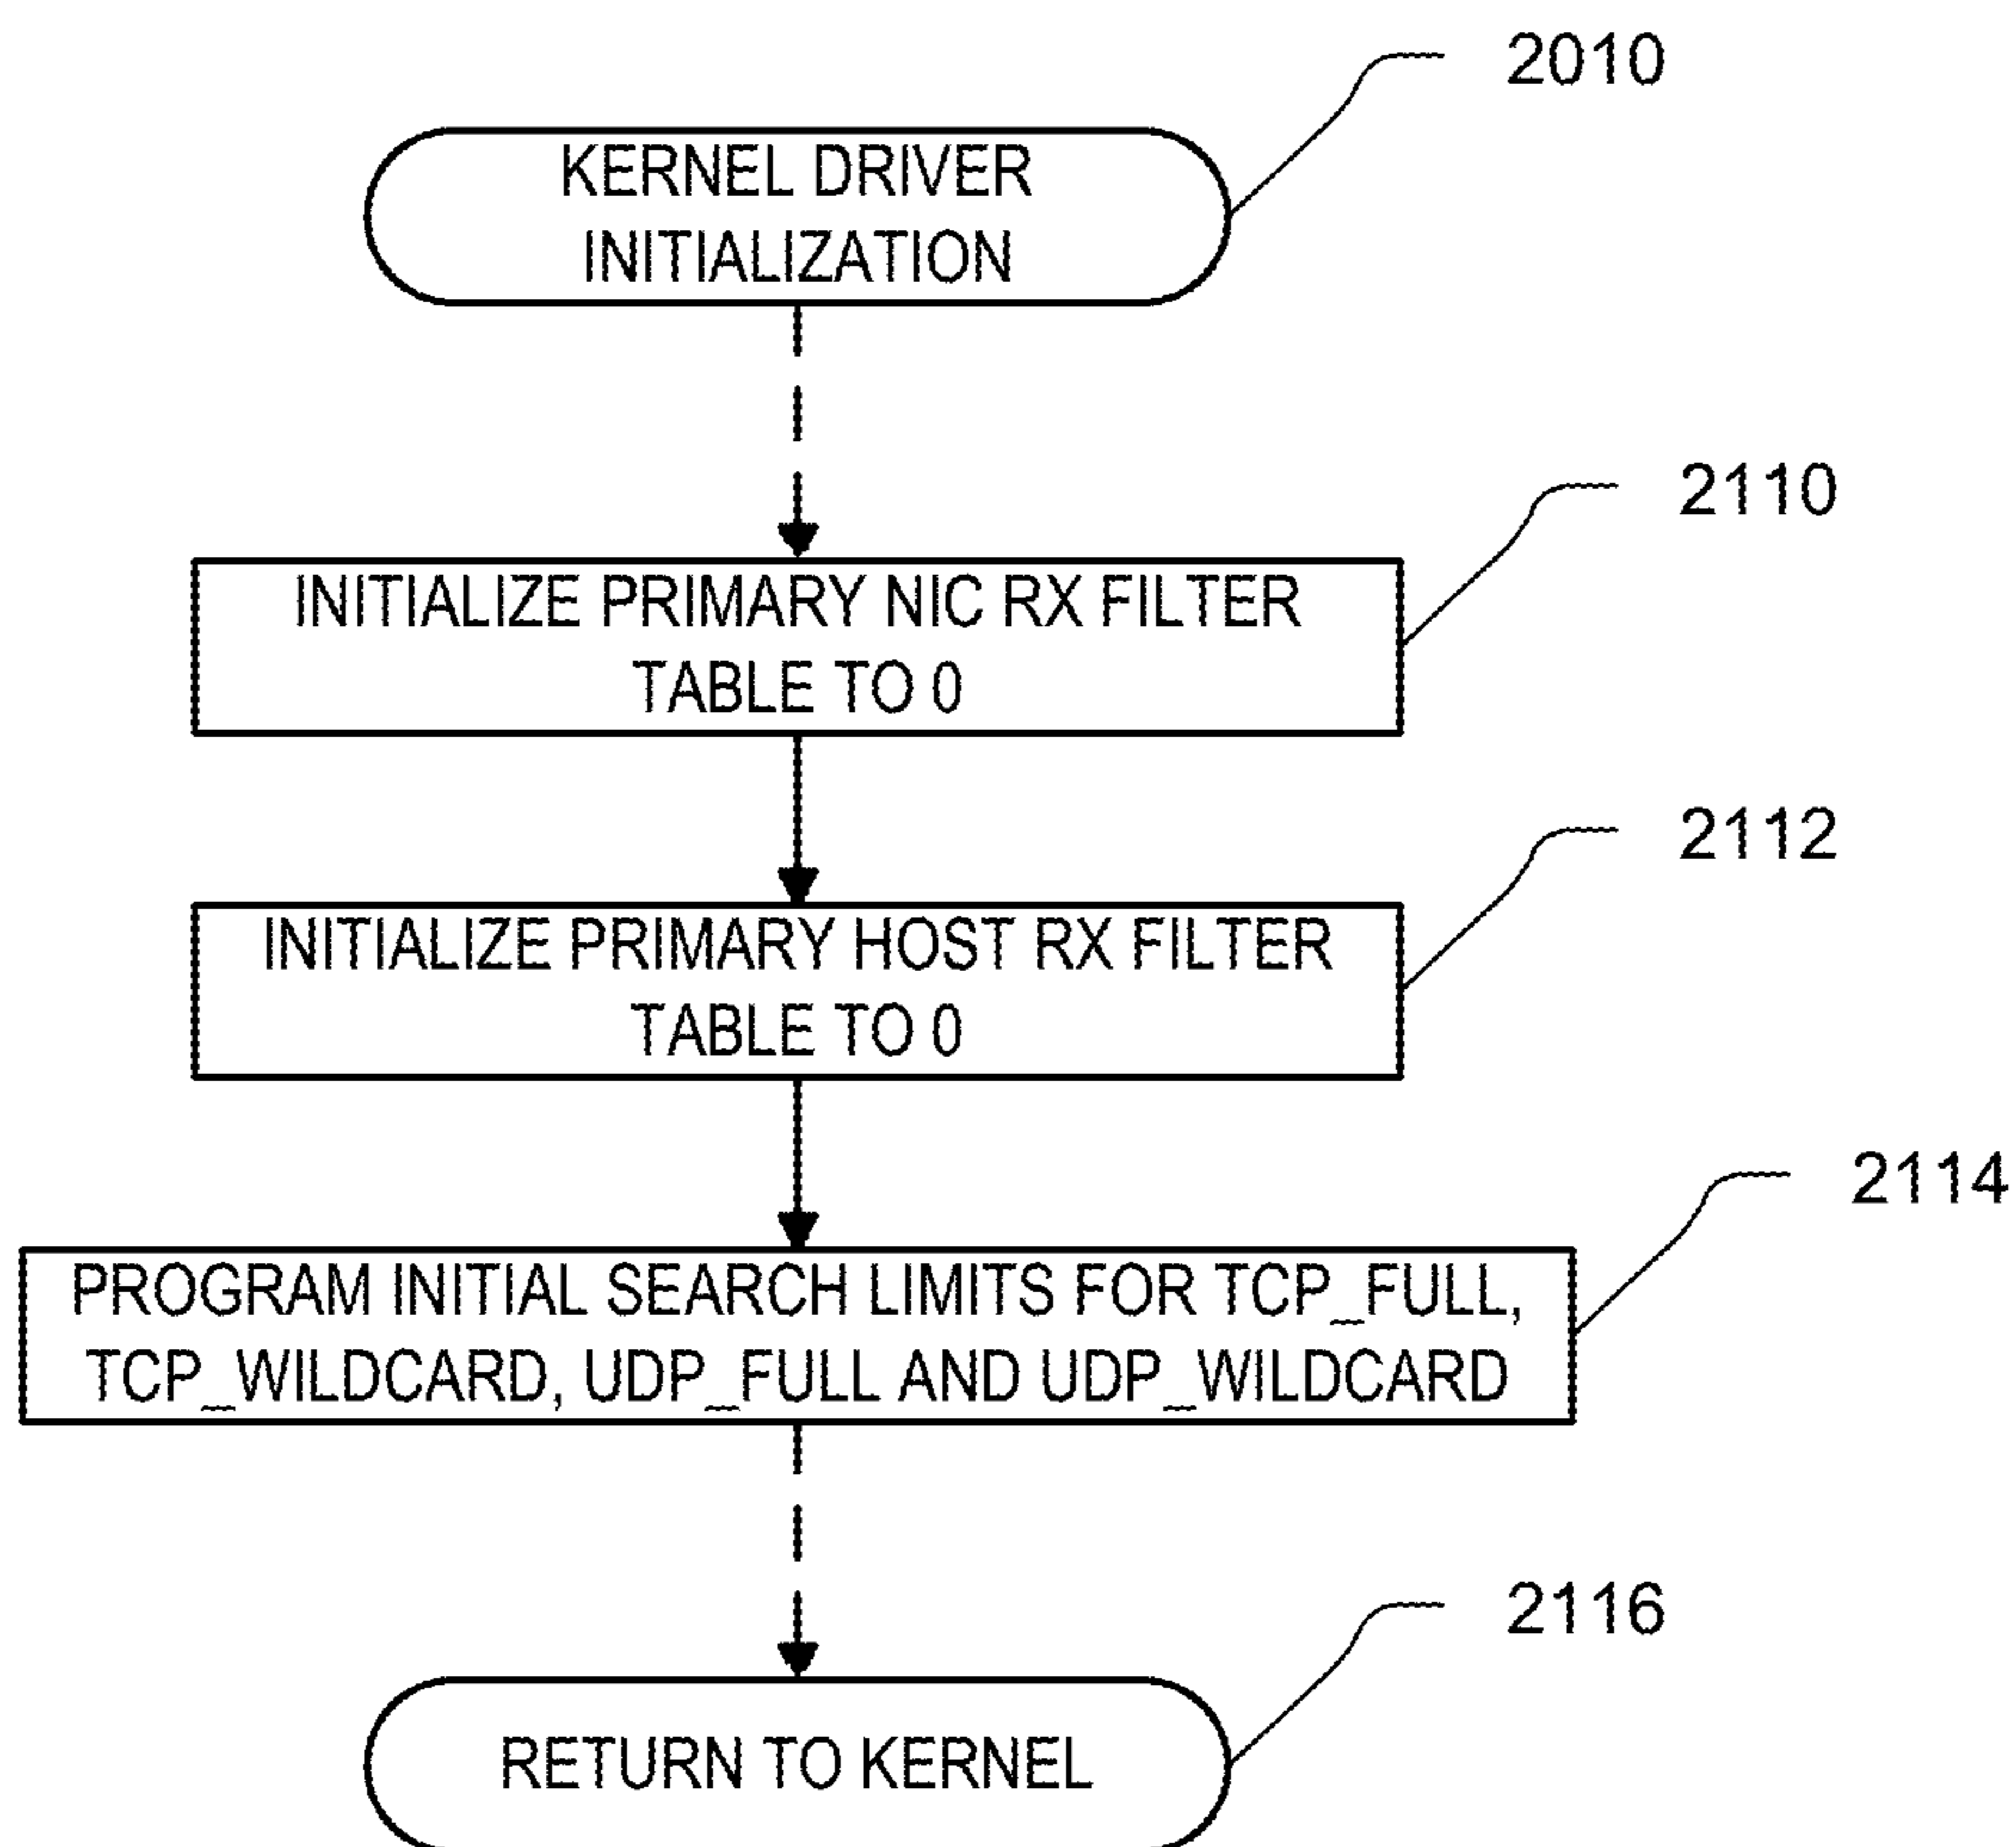 2010
KERNEL DRIVER
INITIALIZATION
2110
INITIALIZE PRIMARY NIC RX FILTER
TABLE TO 0
2112
INITIALIZE PRIMARY HOST RX FILTER
TABLE TO 0
2114
PROGRAM INITIAL SEARCH LIMITS FOR TCP_FULL,
TCP_WILDCARD, UDP_FULL AND UDP_WILDCARD
2116
RETURN TO KERNEL